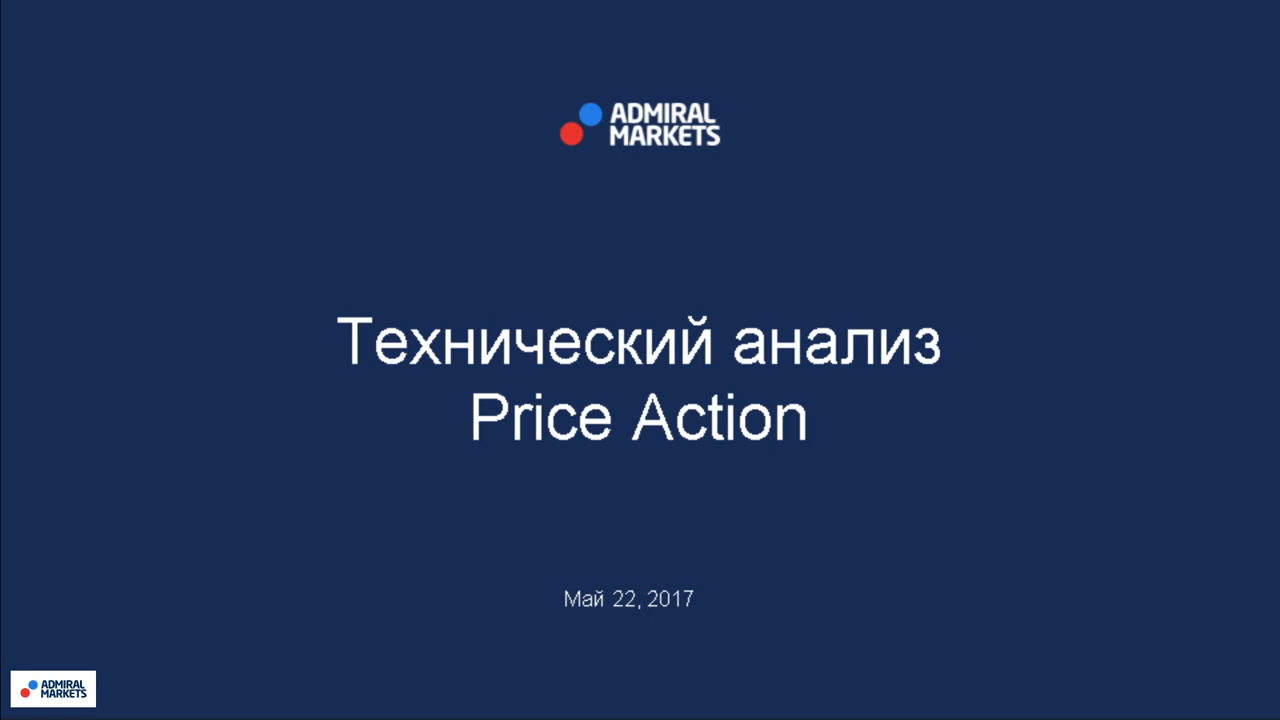 ADMIRAL
MARKETS
Технический анализ
Price Action
Май 22, 2017
ADMIRAL
MARKETS